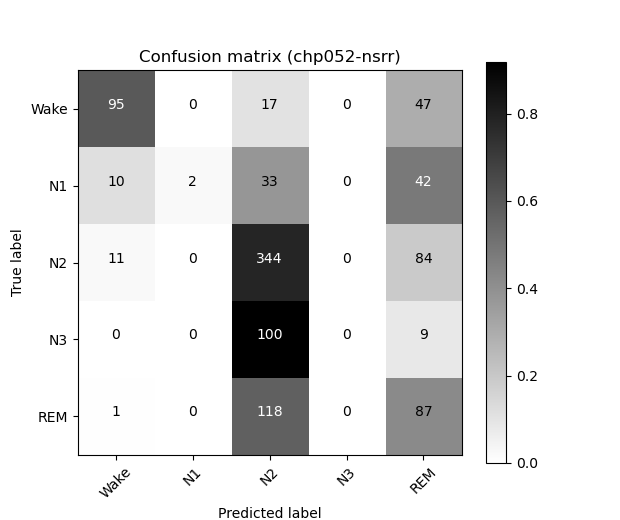 Confusion matrix (chp052-nsrr)
Wake 95 0 17 0 47
N1 10 2 33 0 42
N2 11 0 344 0 84
N3 0 0 100 0 9
REM 1 0 118 0 87
Wake N1 N2 N3 REM
Predicted label
True label
0.8
0.6
0.4
0.2
0.0